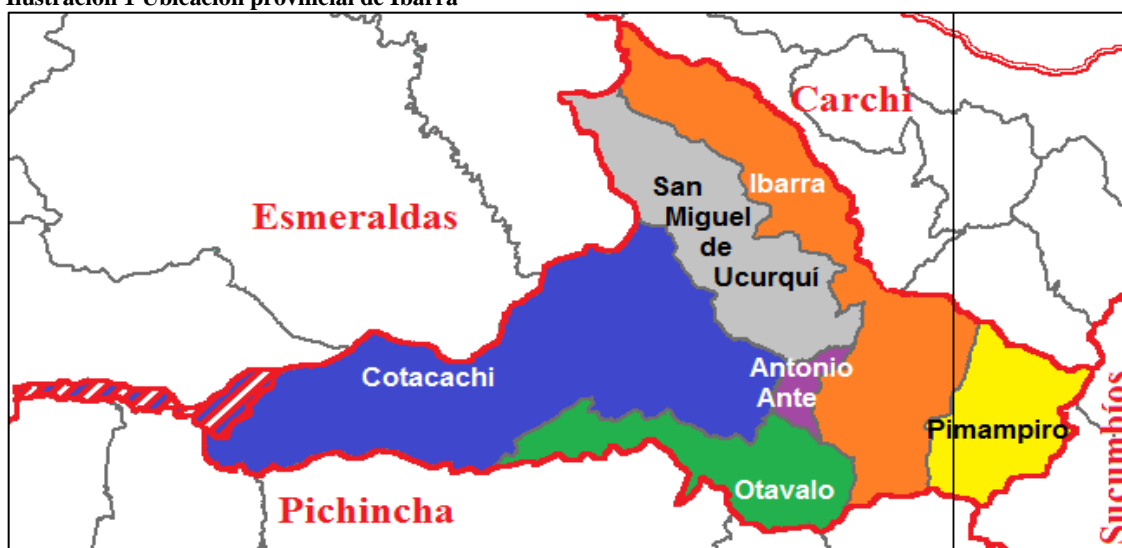 Ilustración 1 Ubicación provincial de Ibarra
Carchi
Ibarra
San
Miguel
de
Ucurquí
Esmeraldas
Cotacachi
Antonio
Ante
Pimampiro
Otavalo
Pichincha
Sucumbíos